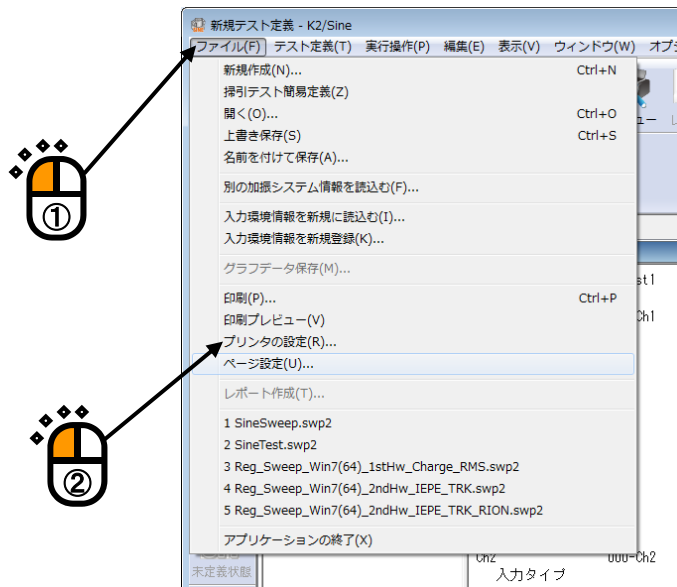 新規テスト定義 - K2/Sine
ファイル(F) テスト定義(T) 実行操作(P) 編集(E) 表示(V) ウィンドウ(W) オプ
新規作成(N)... Ctrl+N
掃引テスト簡易定義(Z)
開く(O)... Ctrl+O
上書き保存(S) Ctrl+S
名前を付けて保存(A)...
別の加振システム情報を読込む(F)...
入力環境情報を新規に読込む(I)...
入力環境情報を新規登録(K)...
グラフデータ保存(M)...
印刷(P)... Ctrl+P
印刷プレビュー(V)
プリンタの設定(R)...
ページ設定(U)...
レポート作成(T)...
1 SineSweep.swp2
2 SineTest.swp2
3 Reg_Sweep_Win7(64)_1stHw_Charge_RMS.swp2
4 Reg_Sweep_Win7(64)_2ndHw_IEPE_TRK.swp2
5 Reg_Sweep_Win7(64)_2ndHw_IEPE_TRK_RION.swp2
アプリケーションの終了(X)
ュー
st1
Ch1
未定義状態
Ch2 000-Ch2
入力タイプ
①
②